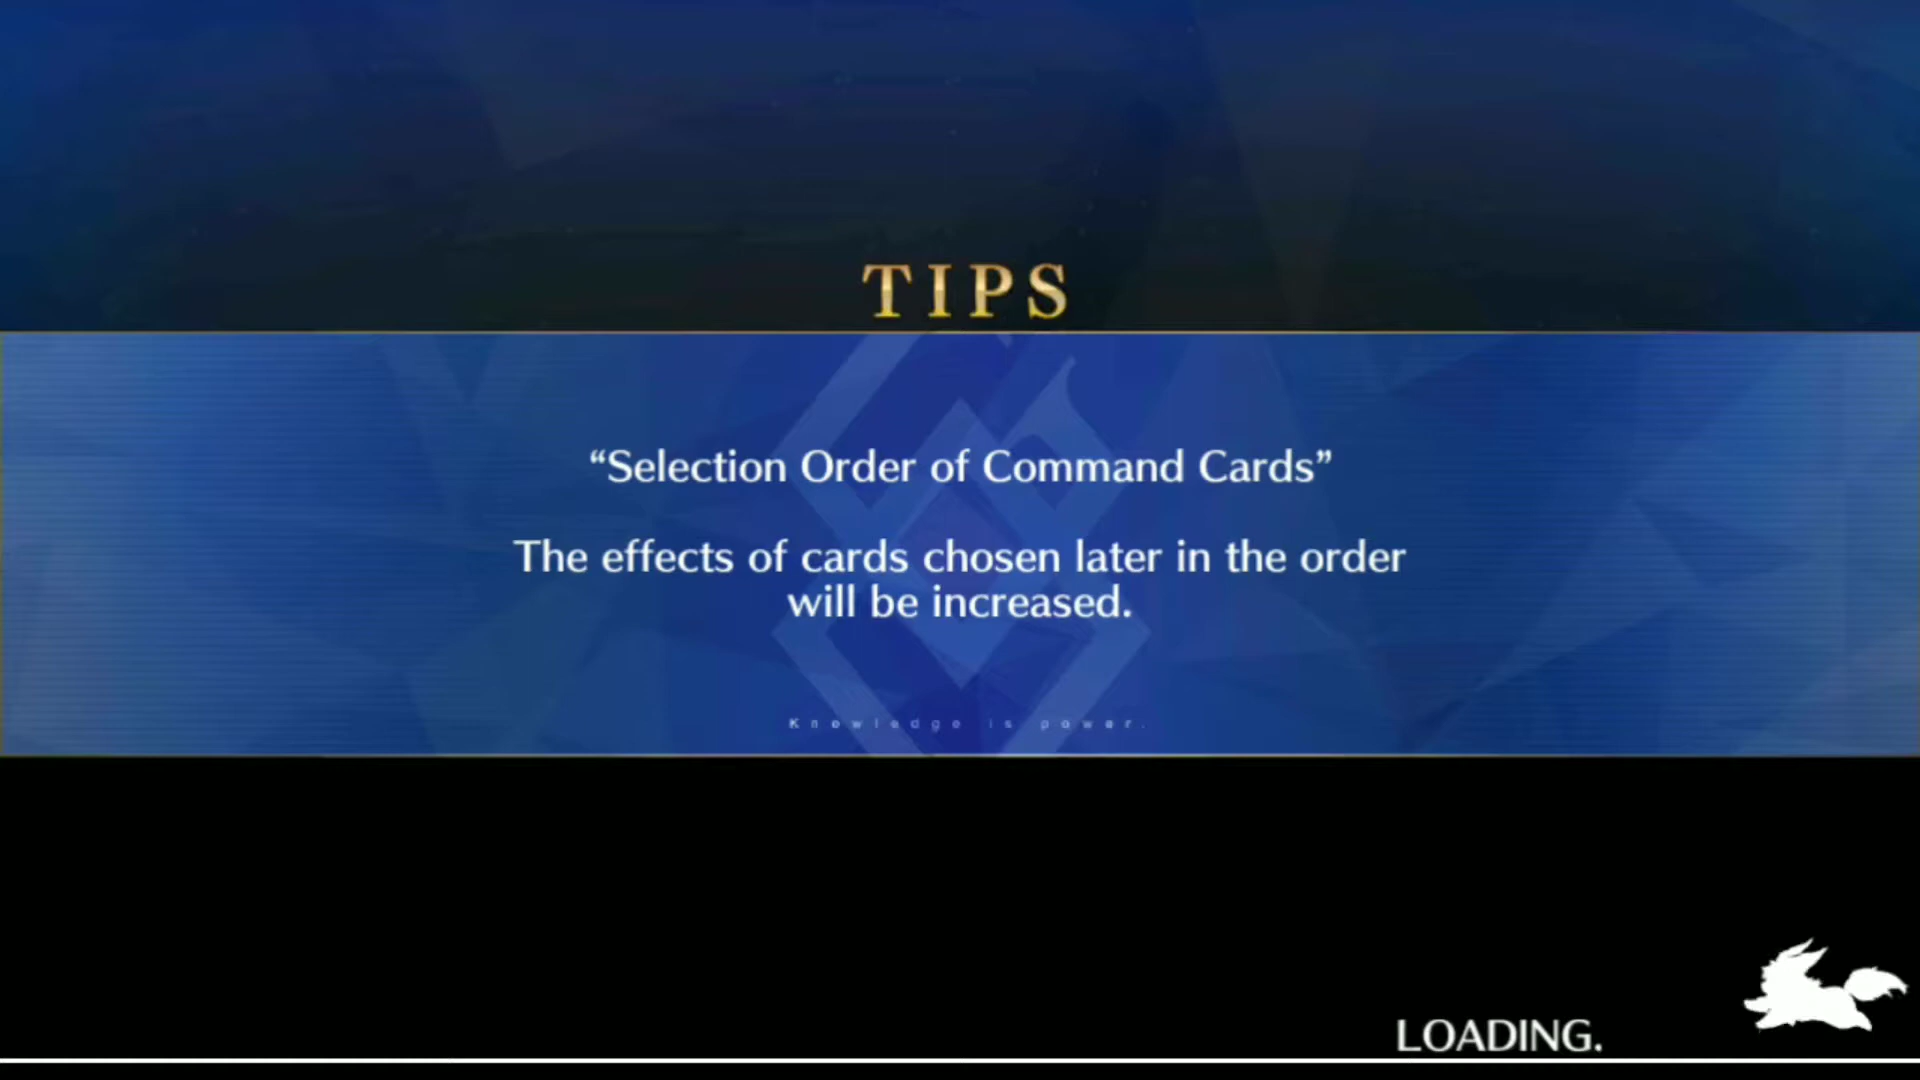 TIPS
“Selection Order of Command Cards”
The effects of cards chosen later in the order
will be increased.
Knowledge is power.
LOADING.